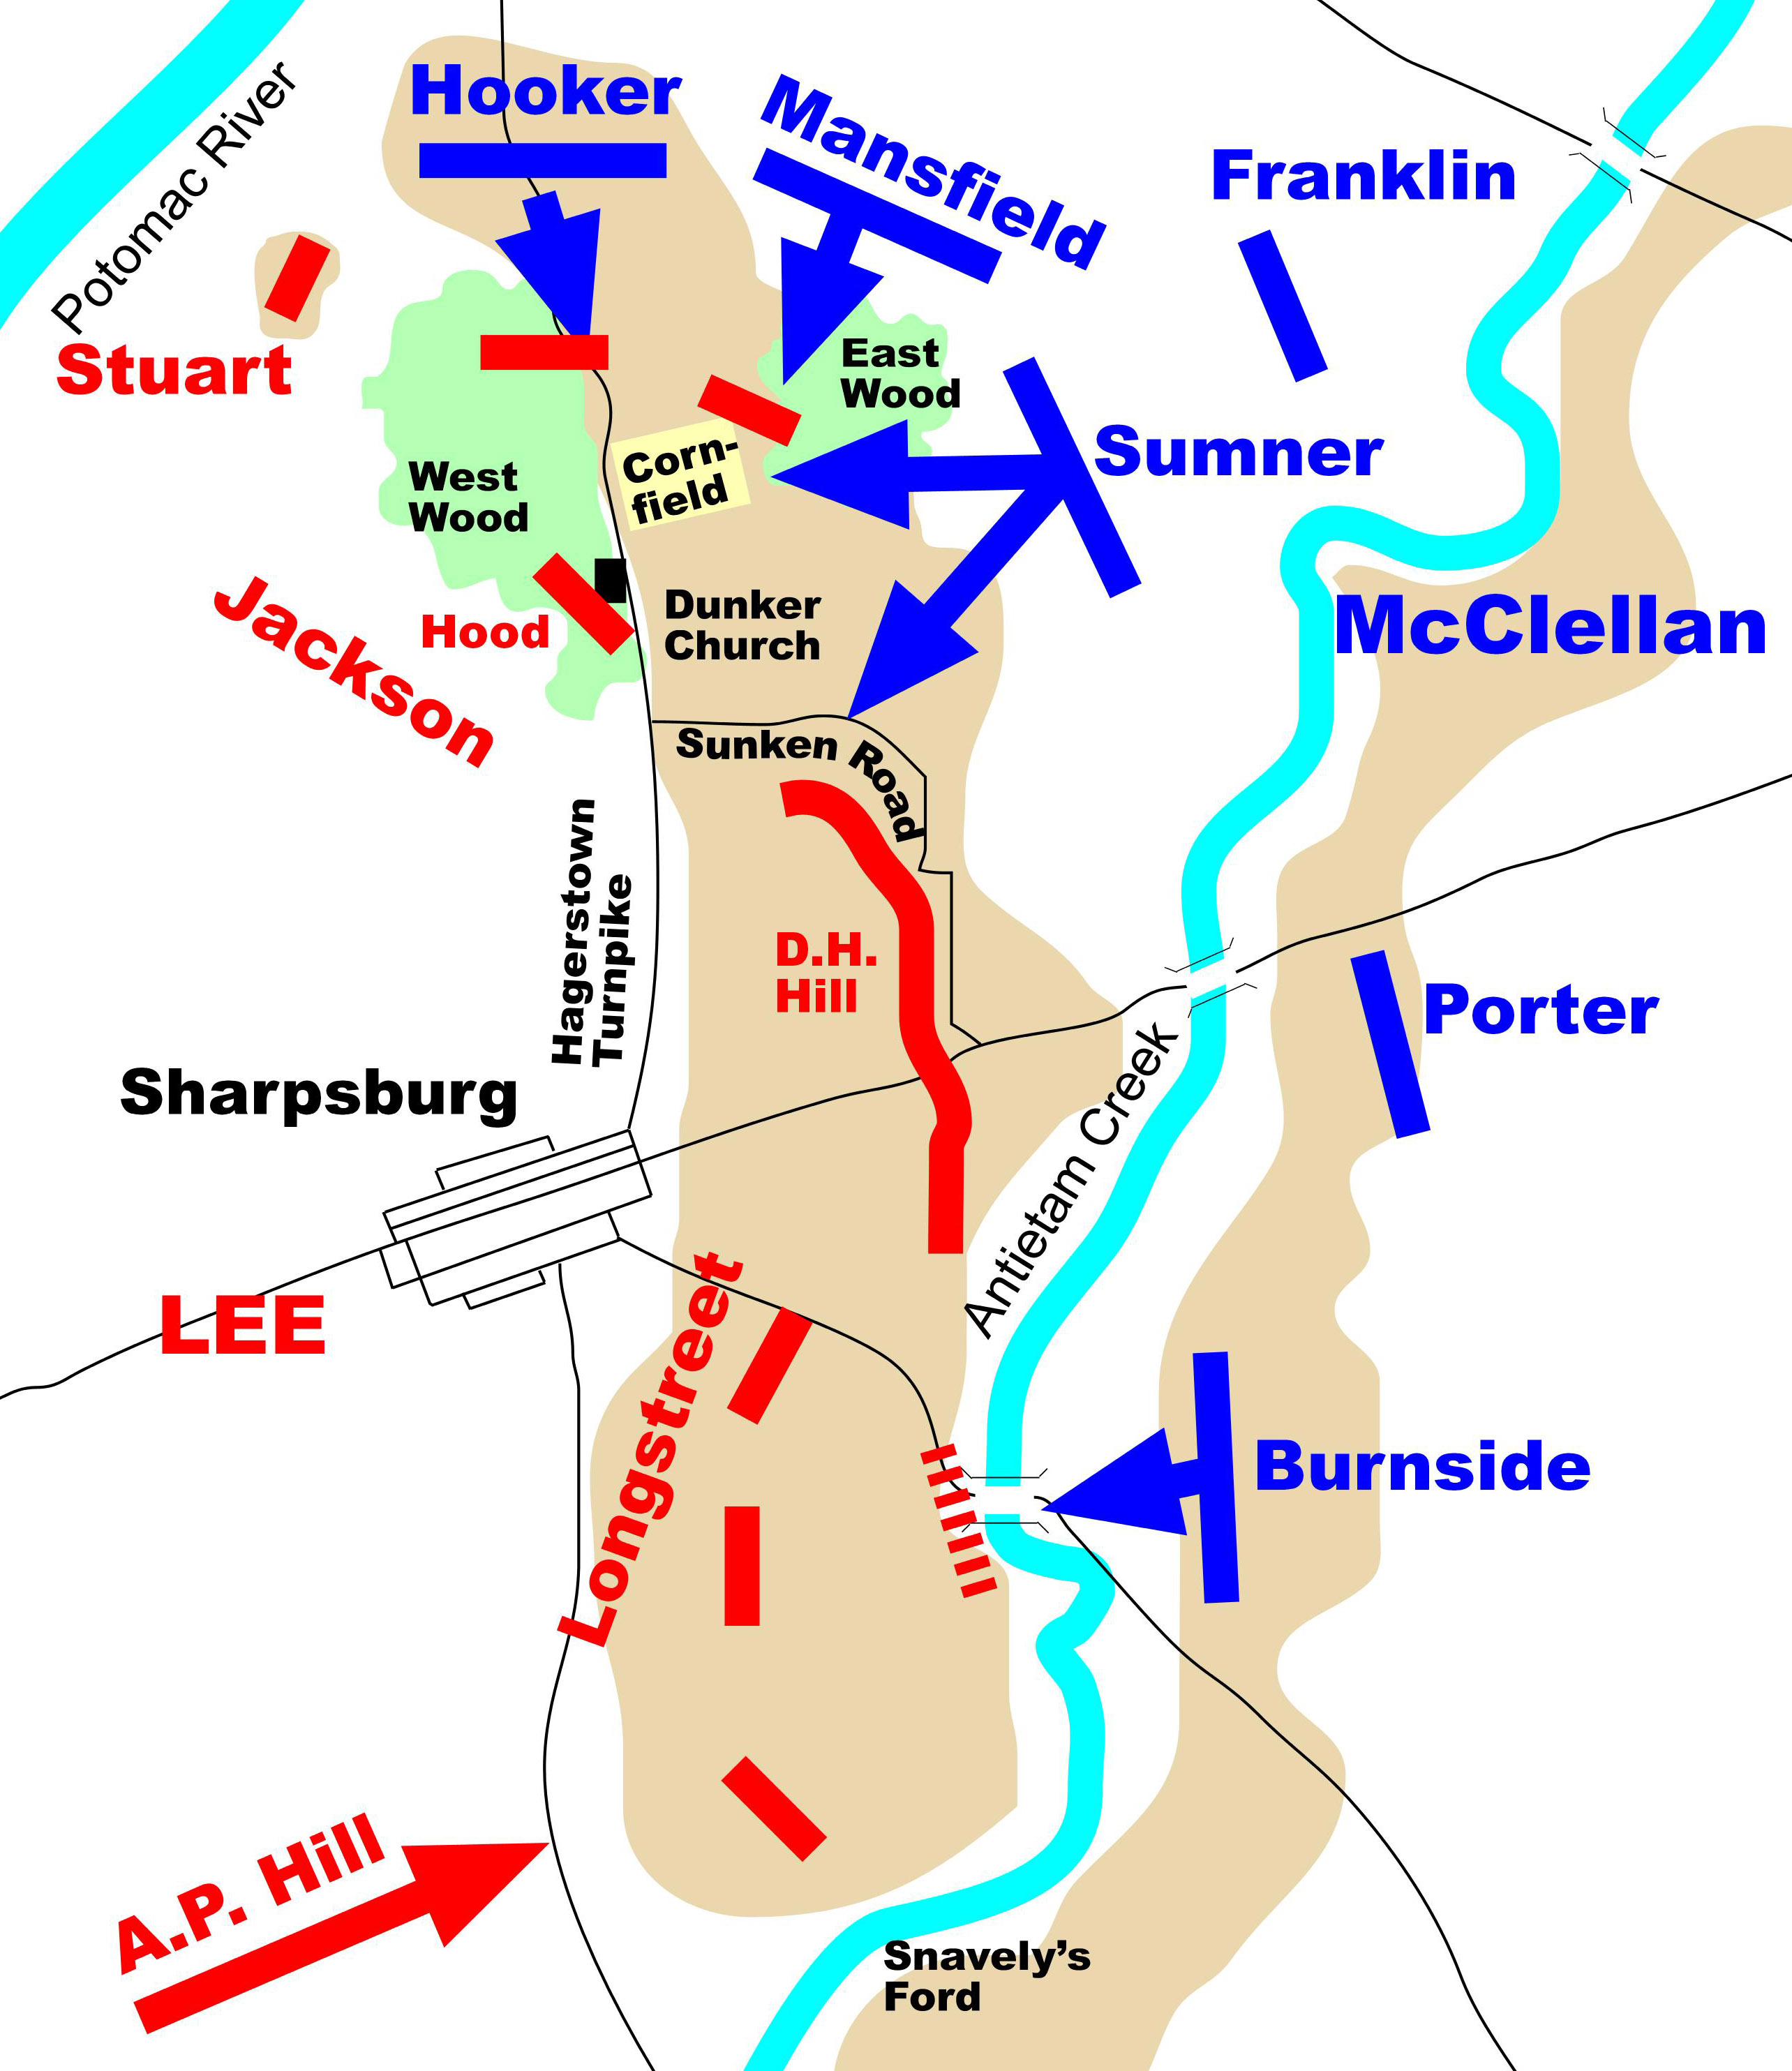 Hooker
Mansfield
Potomac River
Franklin
Stuart
East
Wood
Sumner
Corn-
field
West
Wood
Jackson
Hood
Dunker
Church
McClellan
Sunken Road
Hagerstown
Turnpike
D.H.
Hill
Porter
Sharpsburg
Antietam Creek
LEE
Longstreet
Burnside
A.P. Hill
Snavely’s
Ford